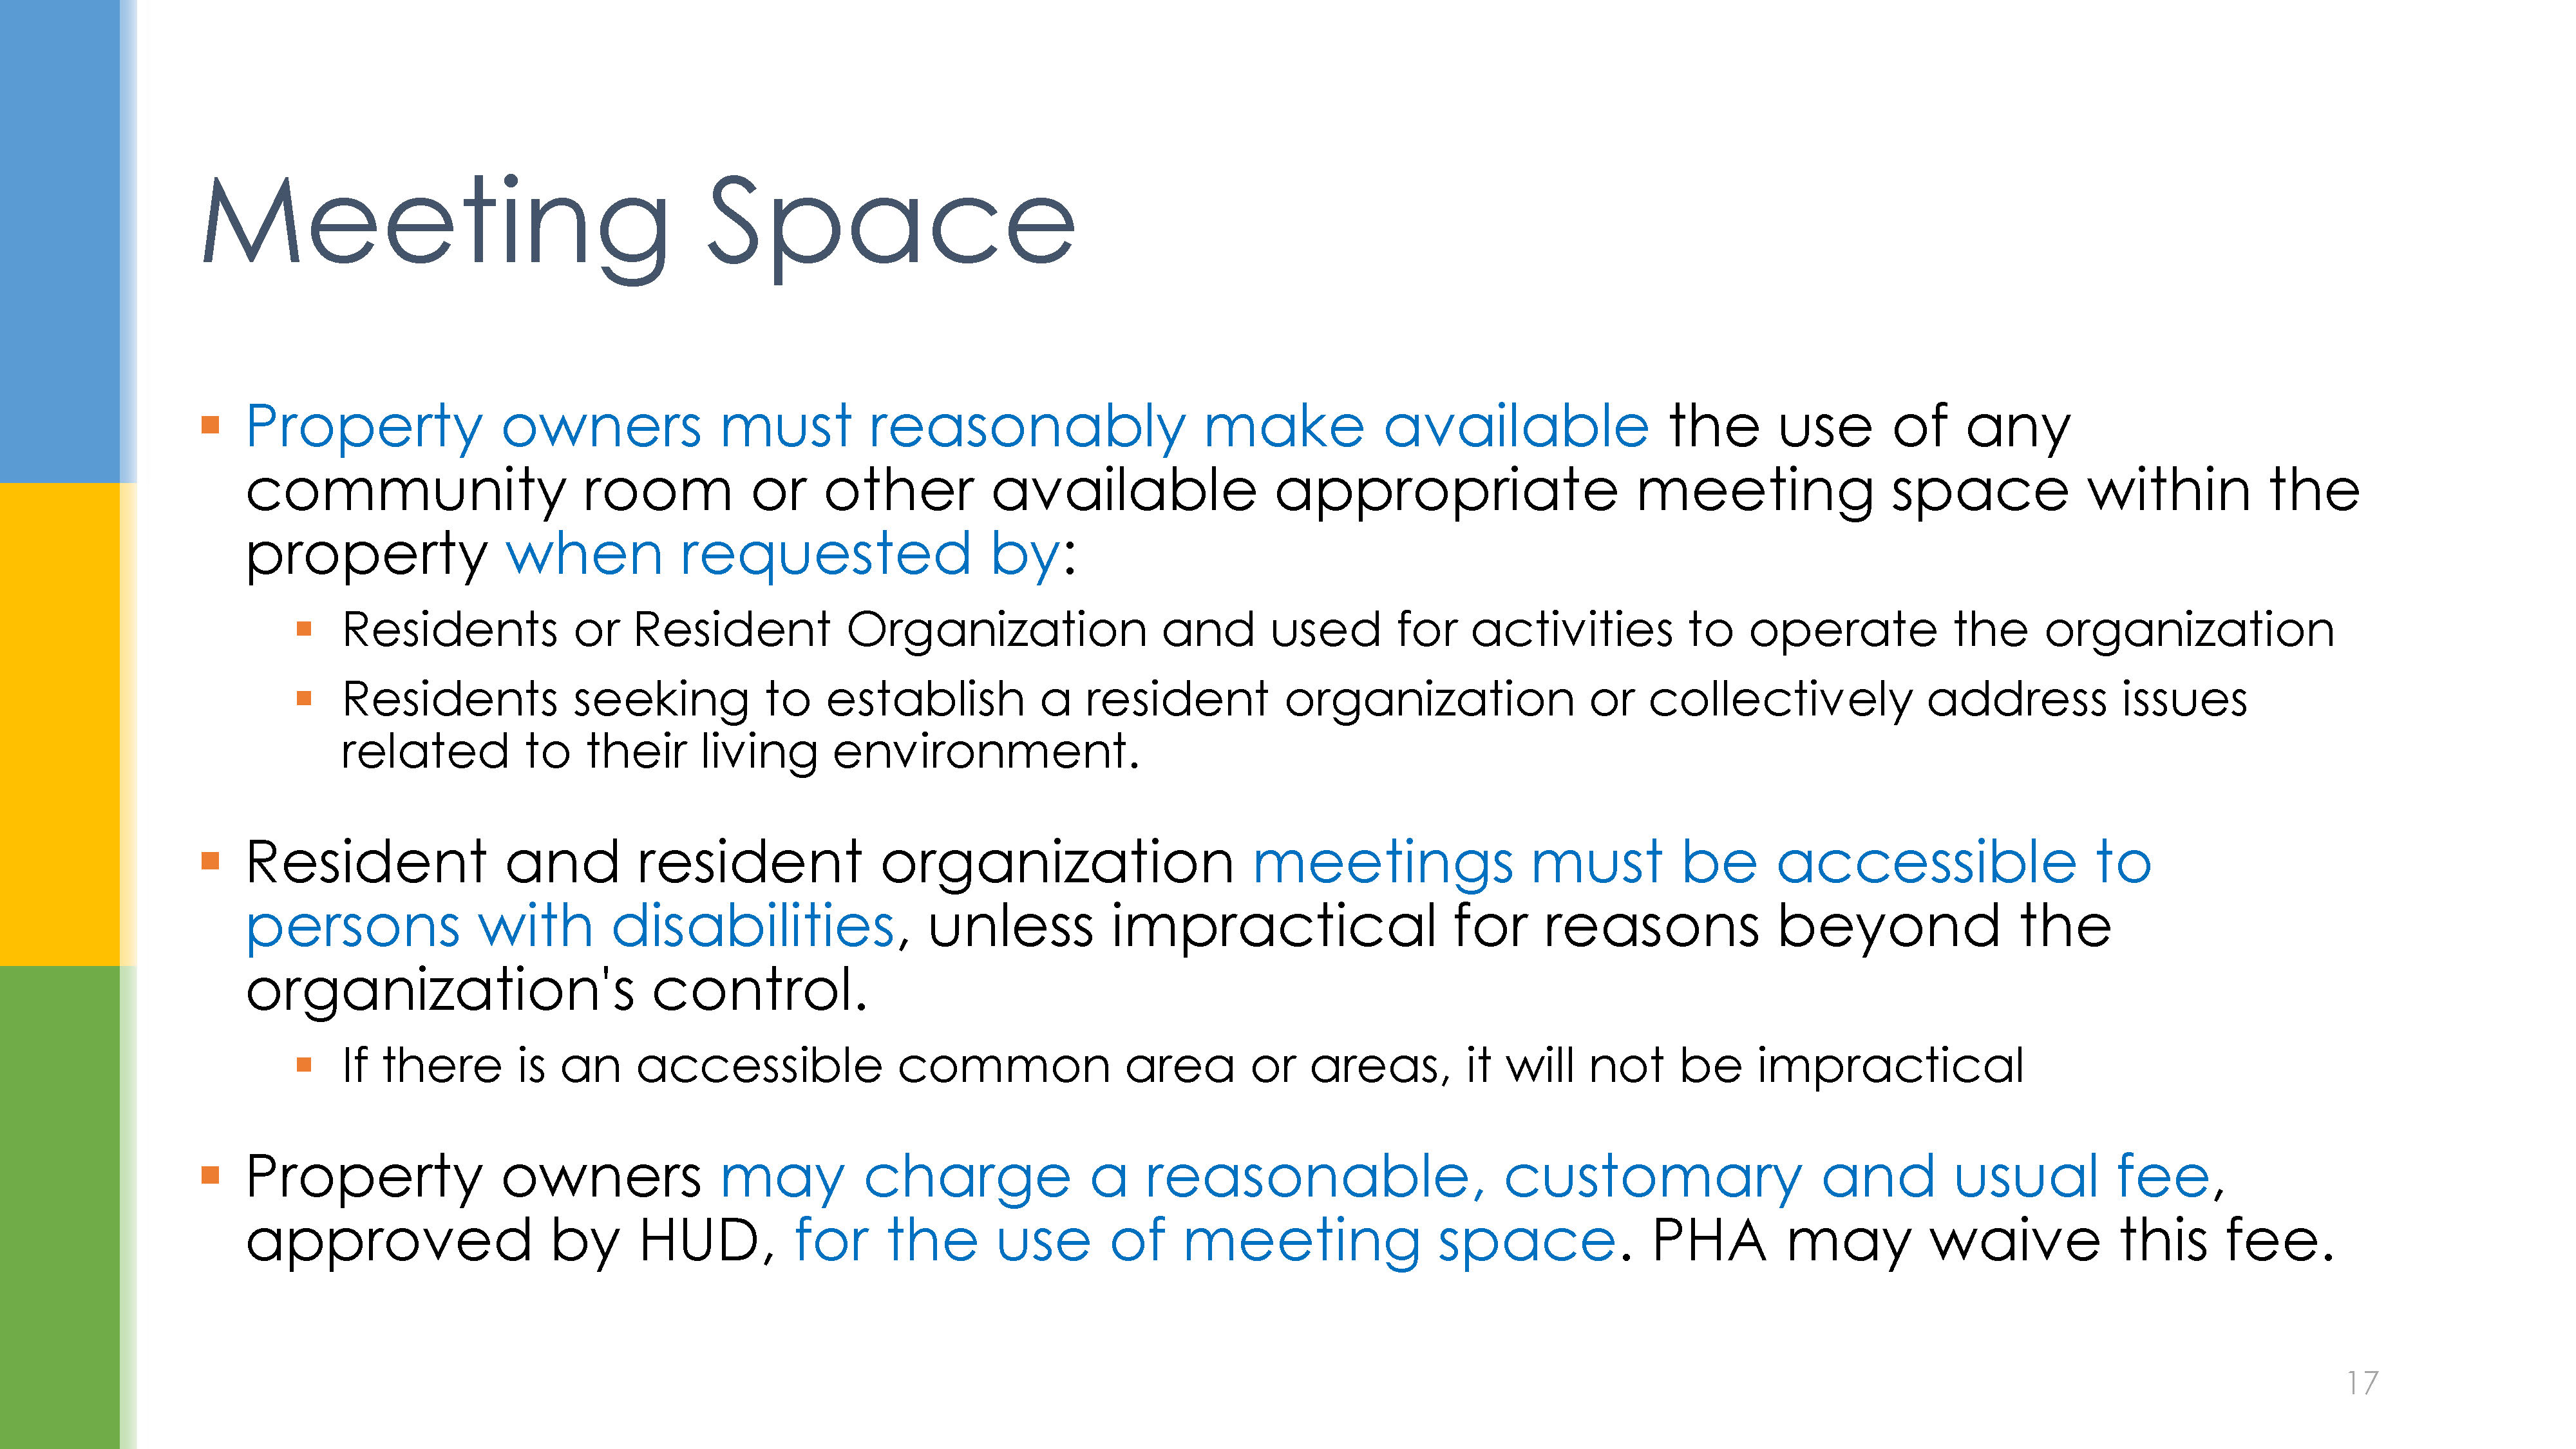 Meeting Space
▪ Property owners must reasonably make available the use of any
community room or other available appropriate meeting space within the
property when requested by:
▪ Residents or Resident Organization and used for activities to operate the organization
▪ Residents seeking to establish a resident organization or collectively address issues
related to their living environment.
▪ Resident and resident organization meetings must be accessible to
persons with disabilities, unless impractical for reasons beyond the
organization's control.
▪ If there is an accessible common area or areas, it will not be impractical
▪ Property owners may charge a reasonable, customary and usual fee,
approved by HUD, for the use of meeting space. PHA may waive this fee.
17